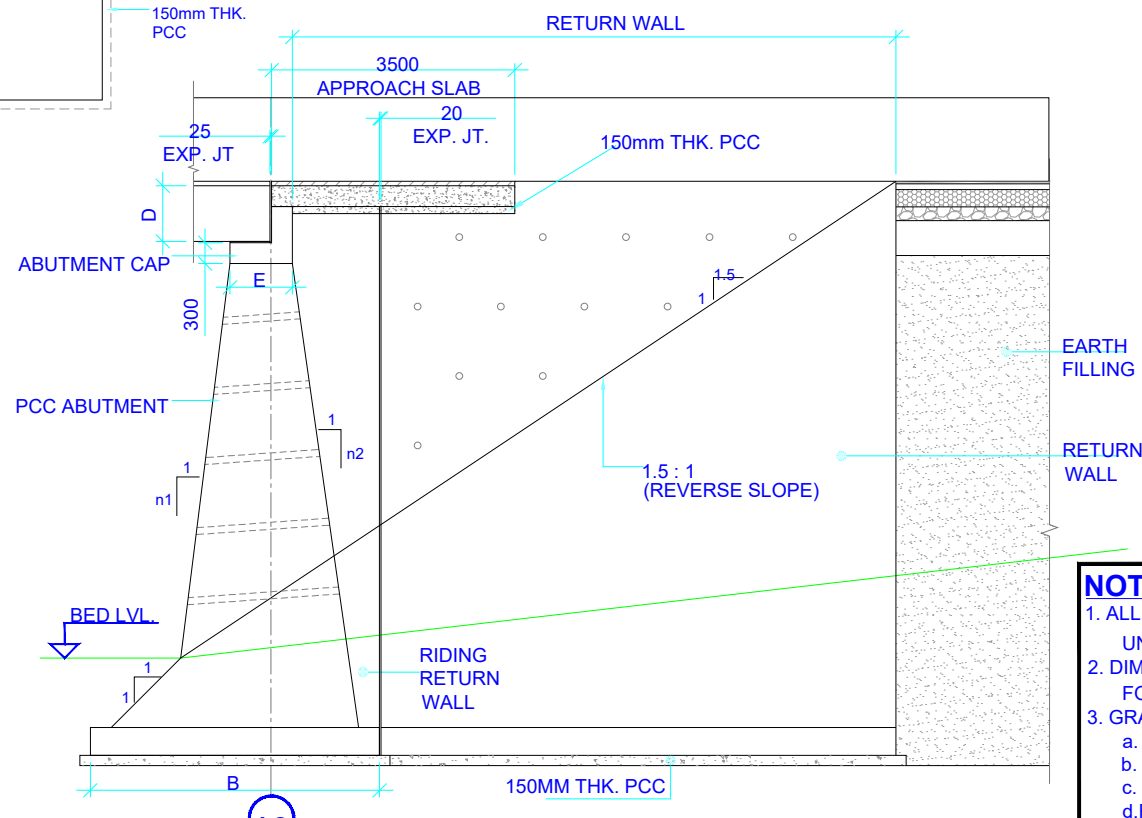 150mm THK.
PCC
RETURN WALL
3500
APPROACH SLAB
25
EXP. JT
20
EXP. JT.
150mm THK. PCC
D
ABUTMENT CAP
E
300
1.5
1
EARTH
FILLING
PCC ABUTMENT
1
n2
1
n1
1.5 : 1
(REVERSE SLOPE)
RETURN
WALL
BED LVL.
1
1
RIDING
RETURN
WALL
B
150MM THK. PCC
NOT
1. ALL
UN
2. DIM
FO
3. GRA
a.
b.
c.